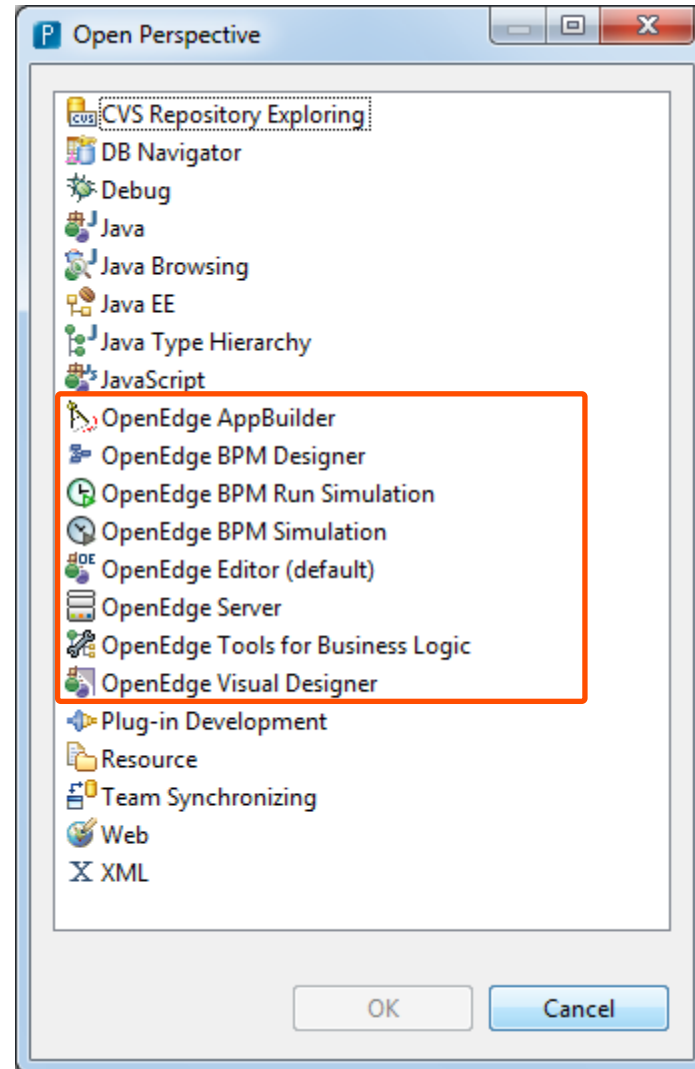 P Open Perspective
CVS CVS Repository Exploring
DB Navigator
Debug
J Java
J Java Browsing
Java EE
J Java Type Hierarchy
JavaScript
OpenEdge AppBuilder
OpenEdge BPM Designer
OpenEdge BPM Run Simulation
OpenEdge BPM Simulation
OE OpenEdge Editor (default)
OpenEdge Server
OpenEdge Tools for Business Logic
OpenEdge Visual Designer
Plug-in Development
Resource
Team Synchronizing
Web
X XML
OK Cancel